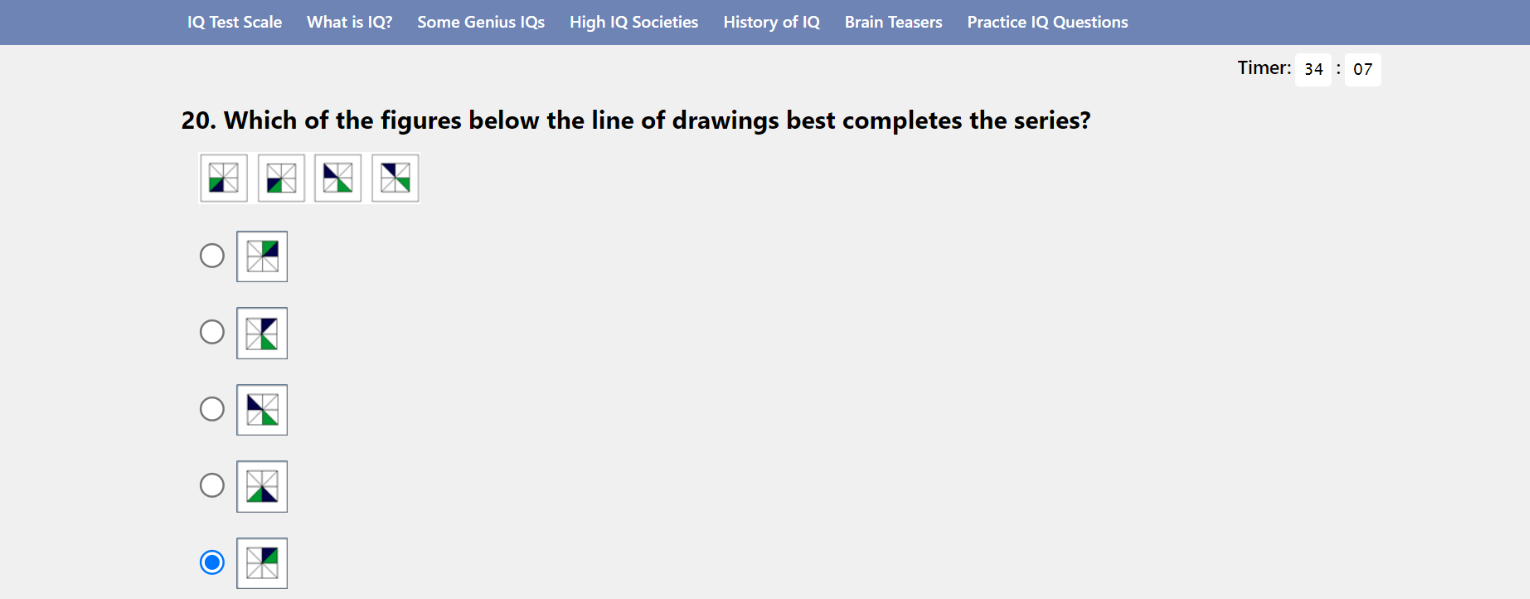 IQ Test Scale What is IQ? Some Genius IQs High IQ Societies History of IQ Brain Teasers Practice IQ Questions
Timer: 34 : 07
20. Which of the figures below the line of drawings best completes the series?